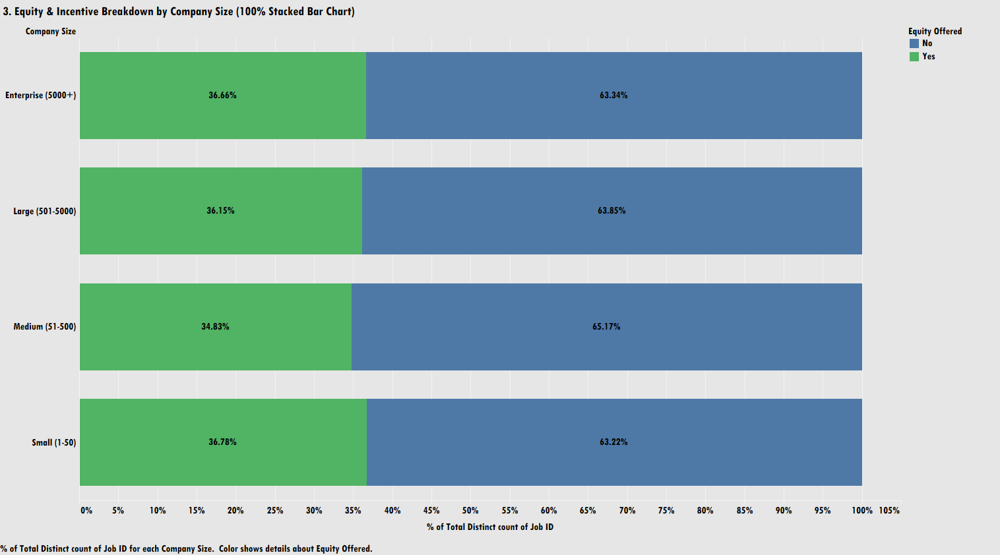 3. Equity & Incentive Breakdown by Company Size (100% Stacked Bar Chart)
Company Size
Equity Offered
No
Yes
Enterprise (5000+)
36.66%
63.34%
Large (501-5000)
36.15%
63.85%
Medium (51-500)
34.83%
65.17%
Small (1-50)
36.78%
63.22%
0% 5% 10% 15% 20% 25% 30% 35% 40% 45% 50% 55% 60% 65% 70% 75% 80% 85% 90% 95% 100% 105%
% of Total Distinct count of Job ID
% of Total Distinct count of Job ID for each Company Size. Color shows details about Equity Offered.